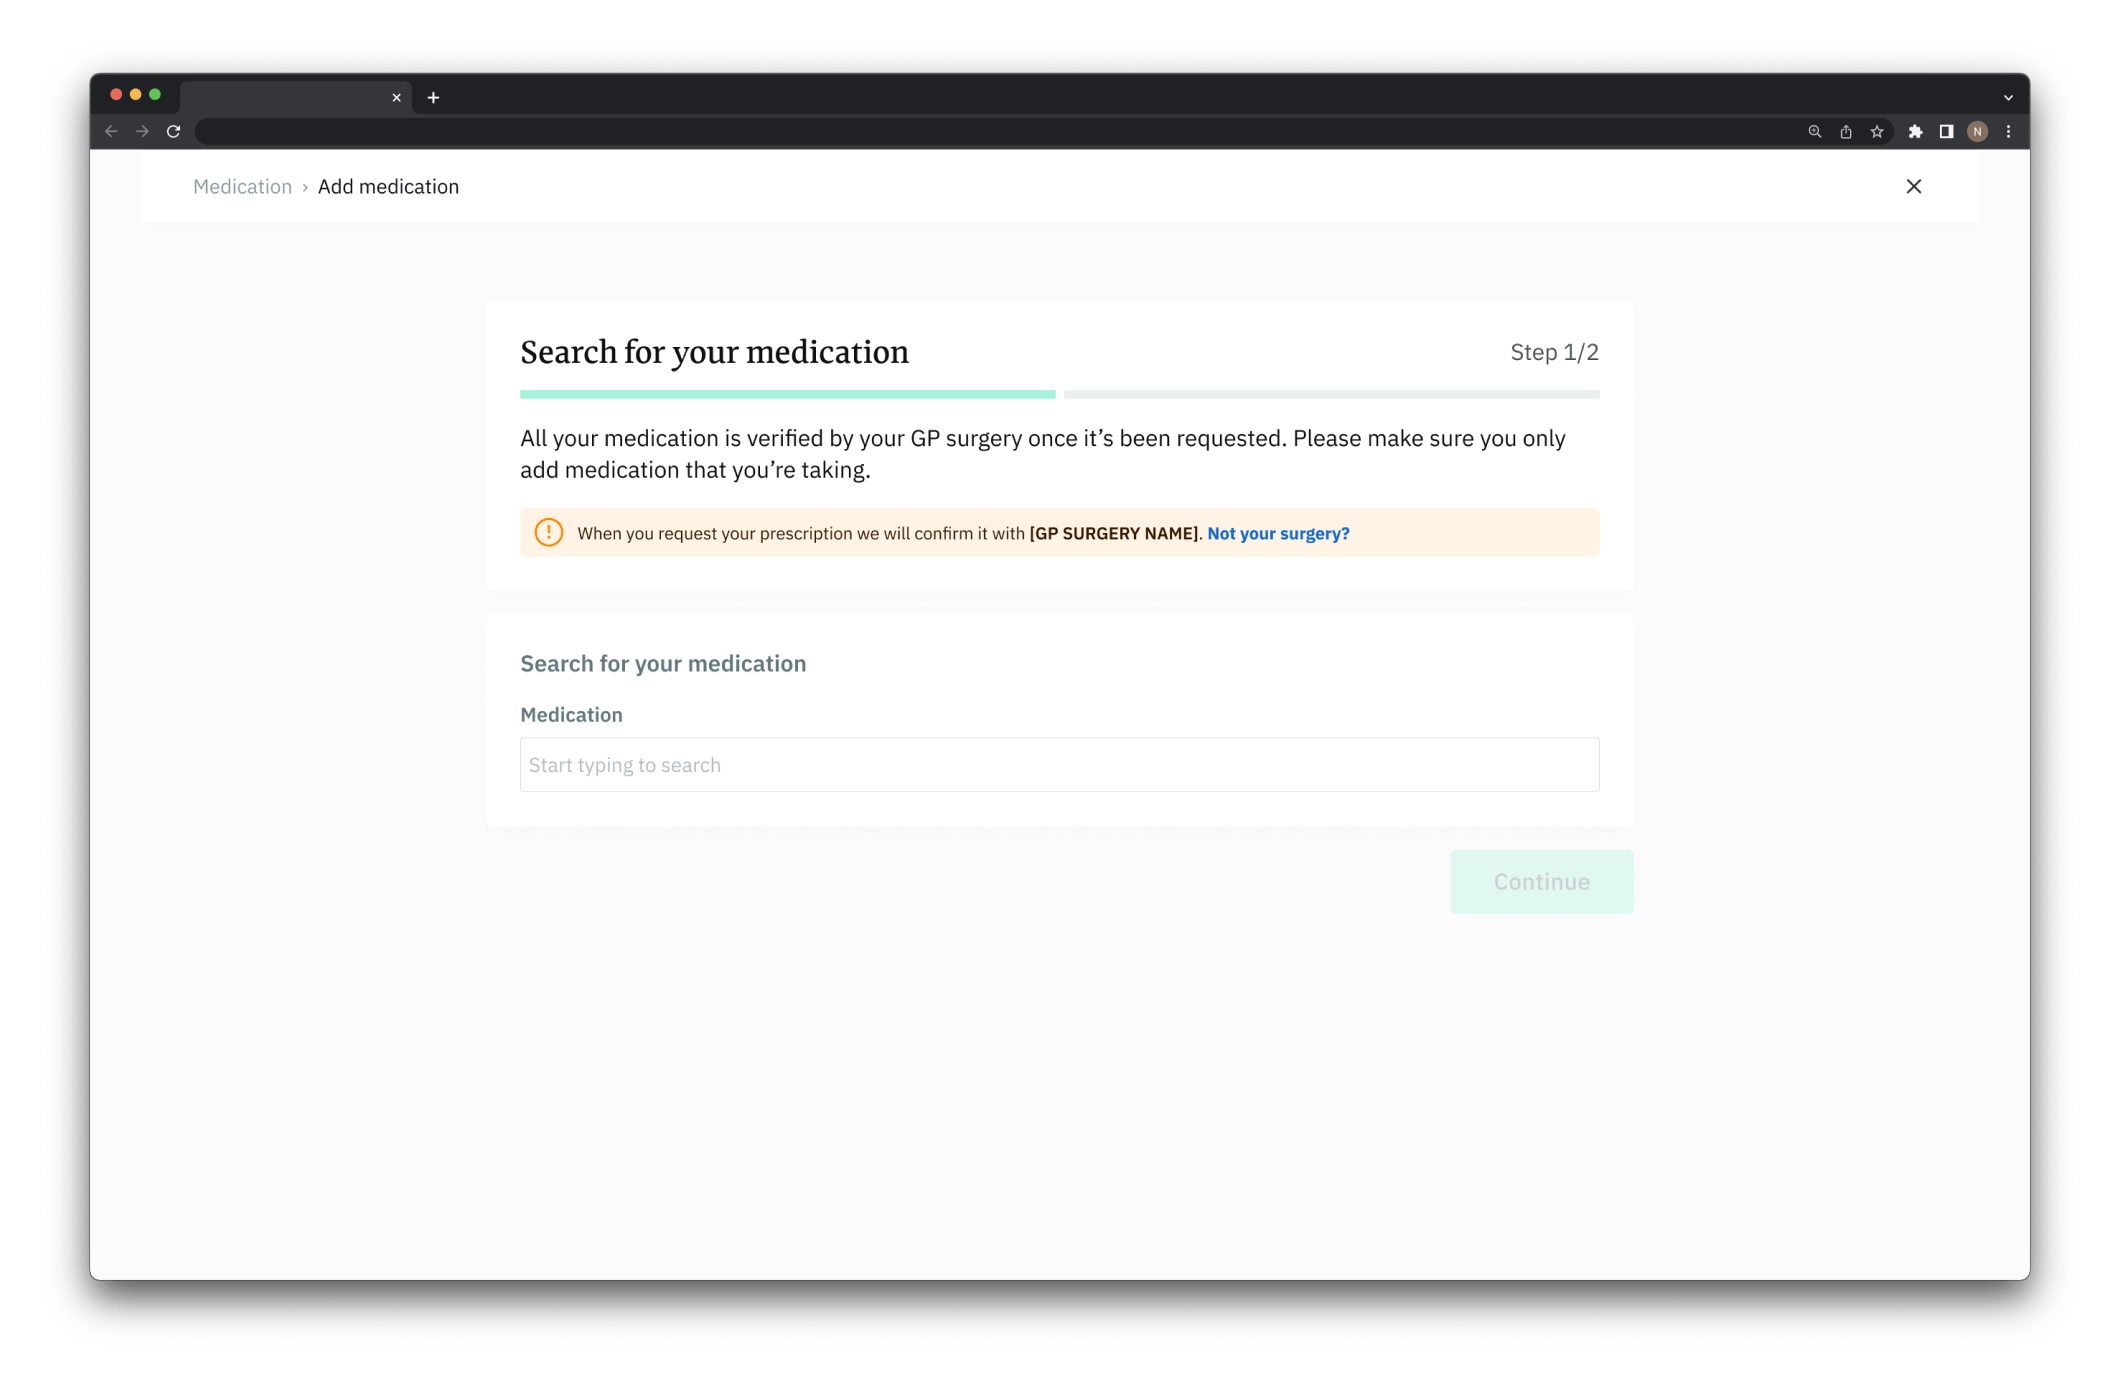 N
Medication › Add medication
Search for your medication
Step 1/2
All your medication is verified by your GP surgery once it’s been requested. Please make sure you only
add medication that you’re taking.
When you request your prescription we will confirm it with [GP SURGERY NAME]. Not your surgery?
Search for your medication
Medication
Start typing to search
Continue